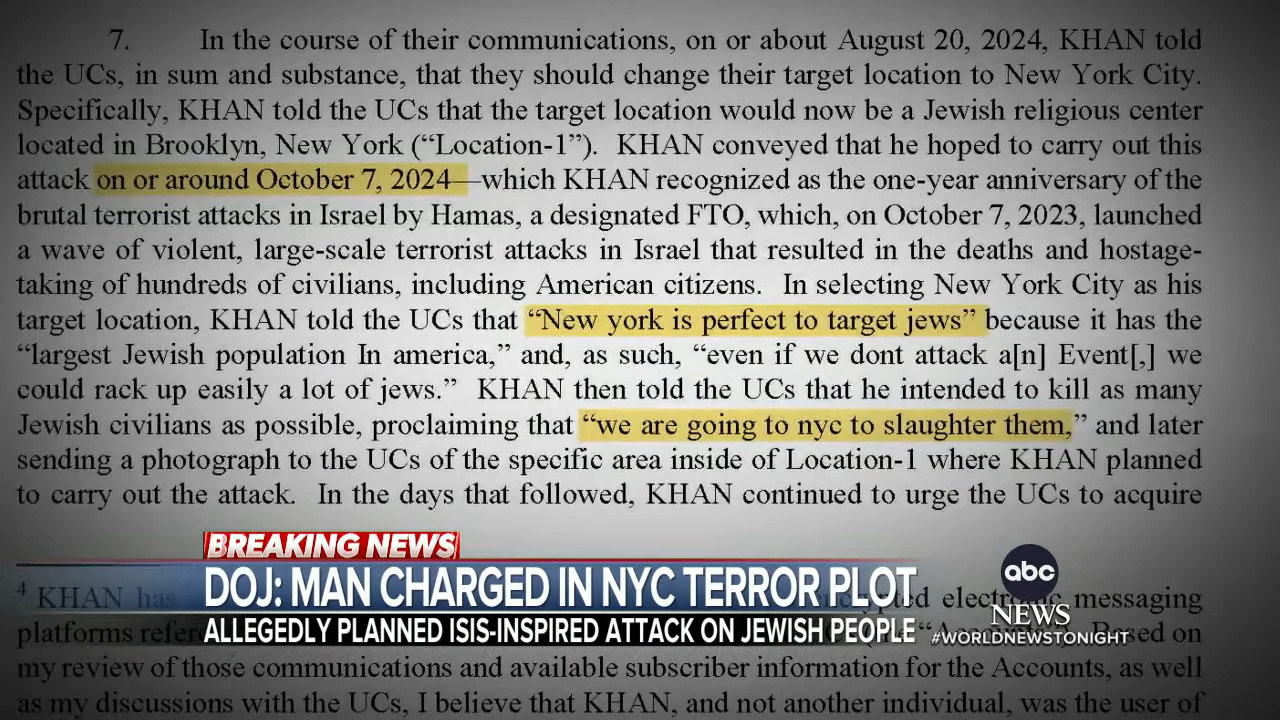 7. In the course of their communications, on or about August 20, 2024, KHAN told
the UCs, in sum and substance, that they should change their target location to New York City.
Specifically, KHAN told the UCs that the target location would now be a Jewish religious center
located in Brooklyn, New York (“Location-1”). KHAN conveyed that he hoped to carry out this
attack on or around October 7, 2024—which KHAN recognized as the one-year anniversary of the
brutal terrorist attacks in Israel by Hamas, a designated FTO, which, on October 7, 2023, launched
a wave of violent, large-scale terrorist attacks in Israel that resulted in the deaths and hostage-
taking of hundreds of civilians, including American citizens. In selecting New York City as his
target location, KHAN told the UCs that “New york is perfect to target jews” because it has the
“largest Jewish population In america,” and, as such, “even if we dont attack a[n] Event[,] we
could rack up easily a lot of jews.” KHAN then told the UCs that he intended to kill as many
Jewish civilians as possible, proclaiming that “we are going to nyc to slaughter them,” and later
sending a photograph to the UCs of the specific area inside of Location-1 where KHAN planned
to carry out the attack. In the days that followed, KHAN continued to urge the UCs to acquire
BREAKING NEWS
DOJ: MAN CHARGED IN NYC TERROR PLOT
ALLEGEDLY PLANNED ISIS-INSPIRED ATTACK ON JEWISH PEOPLE
abc
NEWS
#WORLDNEWSTONIGHT
4 KHAN has messaging
platforms
my review of those communications and available subscriber information for the Accounts, as well
as my discussions with the UCs, I believe that KHAN, and not another individual, was the user of